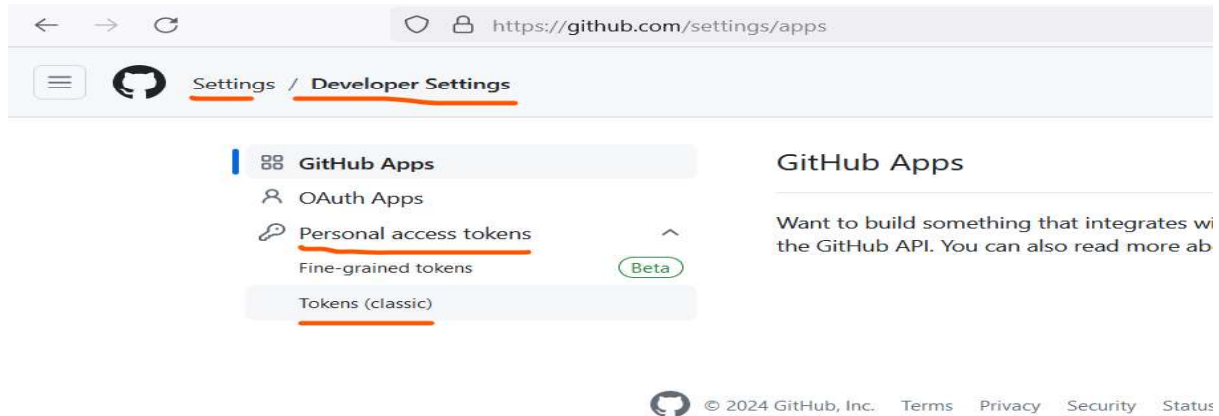 https://github.com/settings/apps
Settings / Developer Settings
GitHub Apps
OAuth Apps
Personal access tokens
Fine-grained tokens Beta
Tokens (classic)
GitHub Apps
Want to build something that integrates wi
the GitHub API. You can also read more ab
© 2024 GitHub, Inc. Terms Privacy Security Status